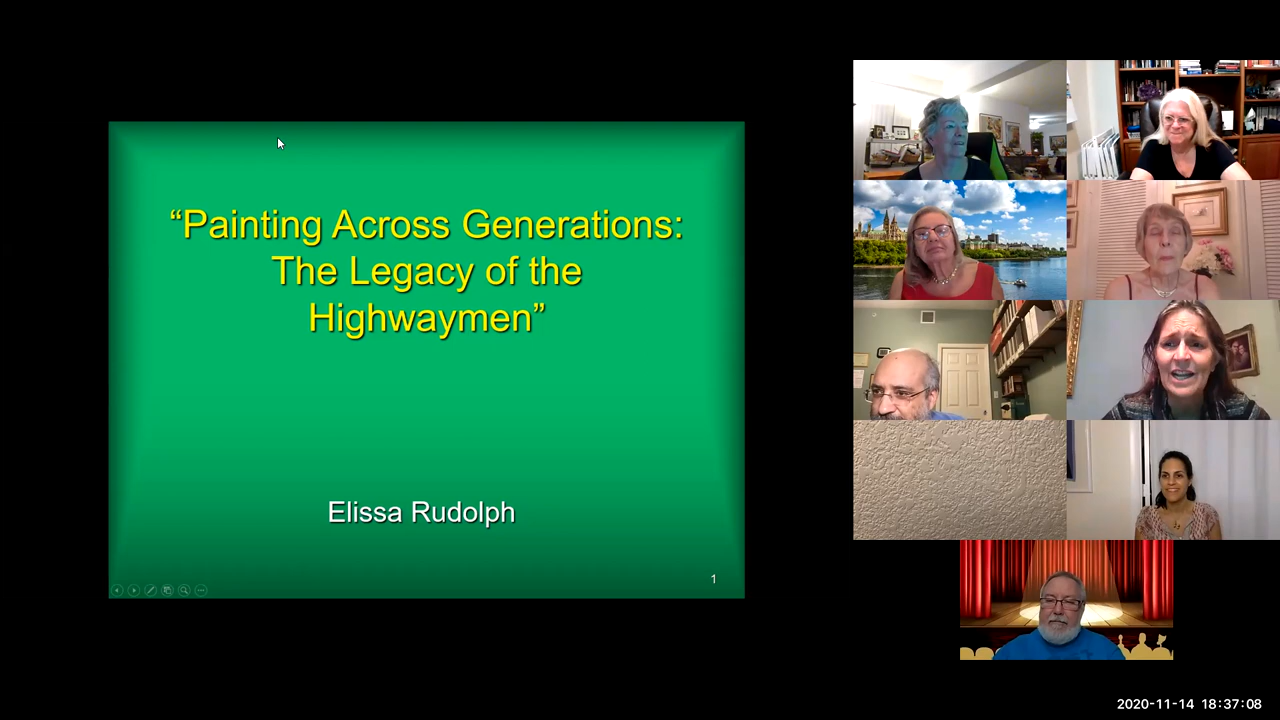 “Painting Across Generations:
The Legacy of the
Highwaymen”
Elissa Rudolph
1
2020-11-14 18:37:08